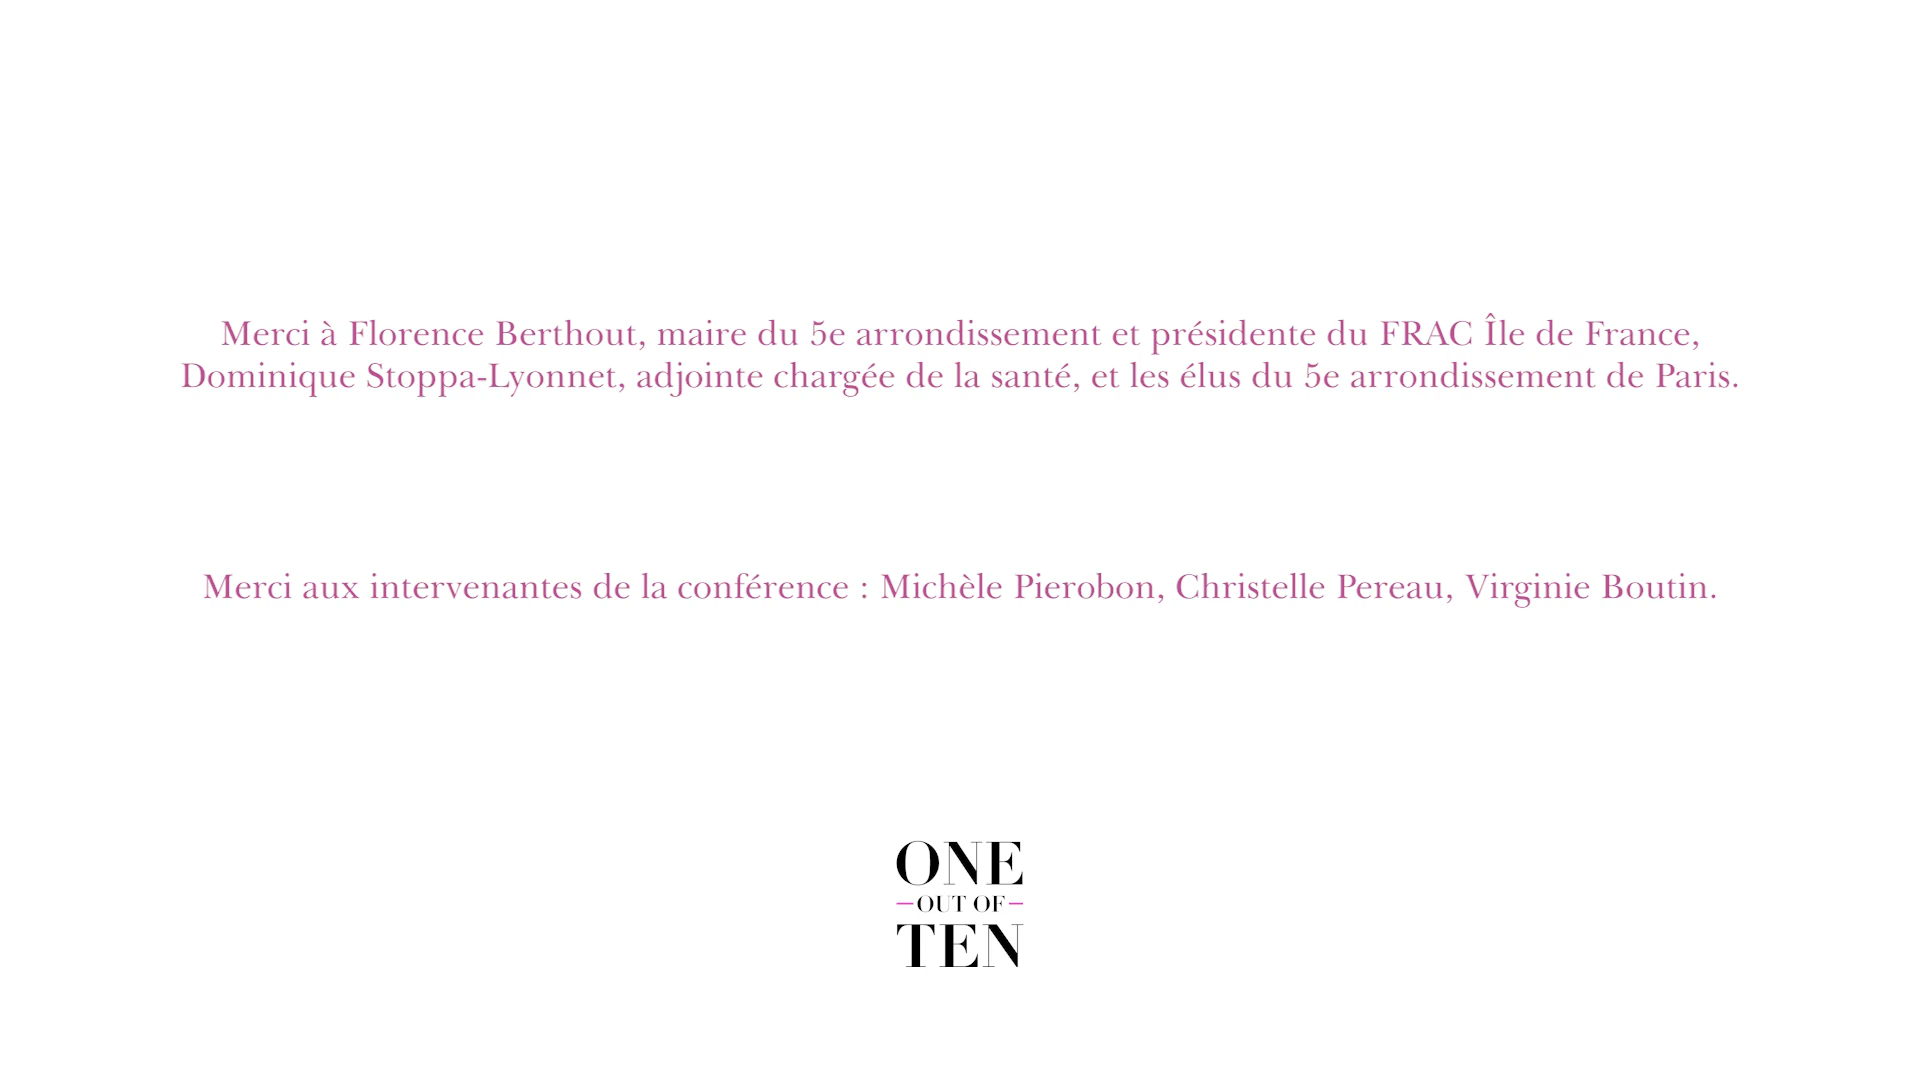 Merci à Florence Berthout, maire du 5e arrondissement et présidente du FRAC Île de France,
Dominique Stoppa-Lyonnet, adjointe chargée de la santé, et les élus du 5e arrondissement de Paris.
Merci aux intervenantes de la conférence : Michèle Pierobon, Christelle Pereau, Virginie Boutin.
ONE
OUT OF
TEN